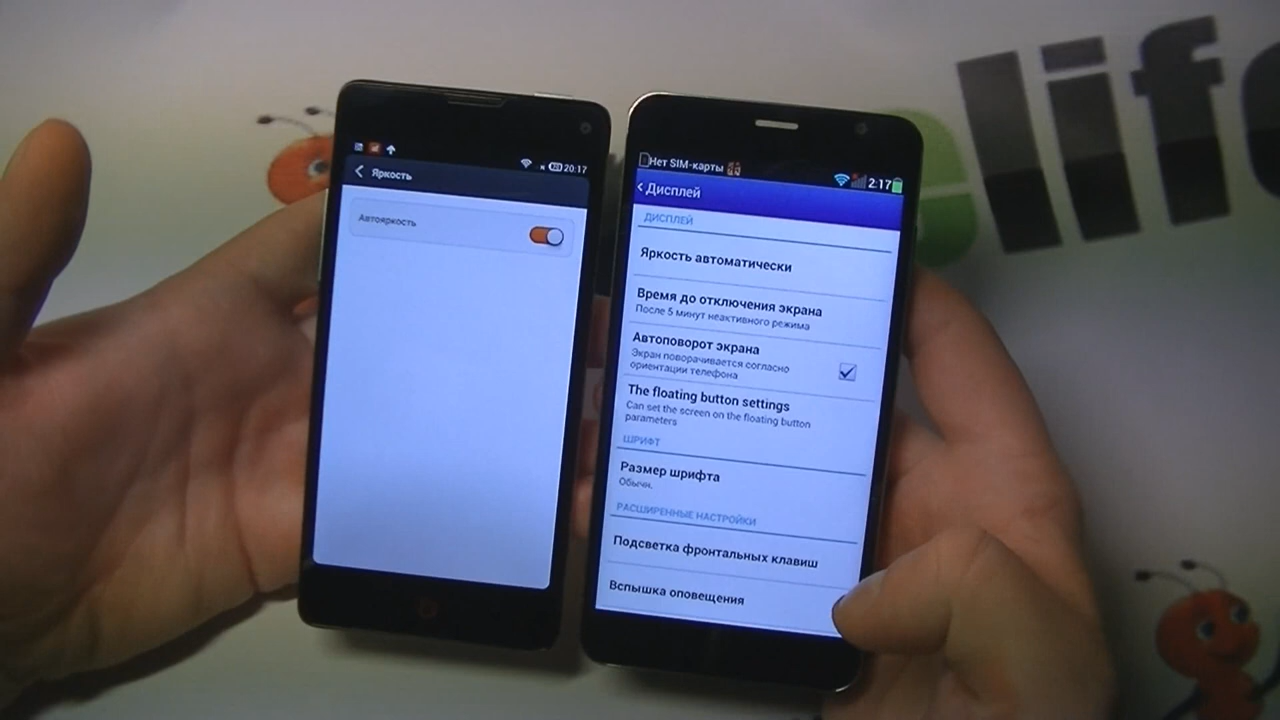 elife
20:17
Яркость
Автояркость
Нет SIM-карты
2:17
Дисплей
ДИСПЛЕЙ
Яркость автоматически
Время до отключения экрана
После 5 минут неактивного режима
Автоповорот экрана
Экран поворачивается согласно
ориентации телефона
The floating button settings
Can set the screen on the floating button
parameters
ШРИФТ
Размер шрифта
Обычн.
РАСШИРЕННЫЕ НАСТРОЙКИ
Подсветка фронтальных клавиш
Вспышка оповещения